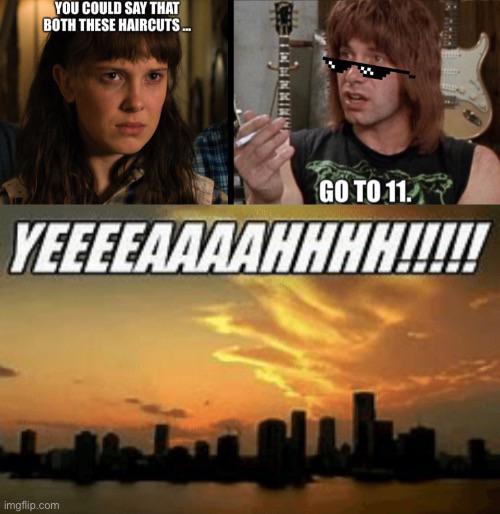 YOU COULD SAY THAT
BOTH THESE HAIRCUTS ...
GO TO 11.
YEEEEAAAAHHHH!!!!!
imgflip.com